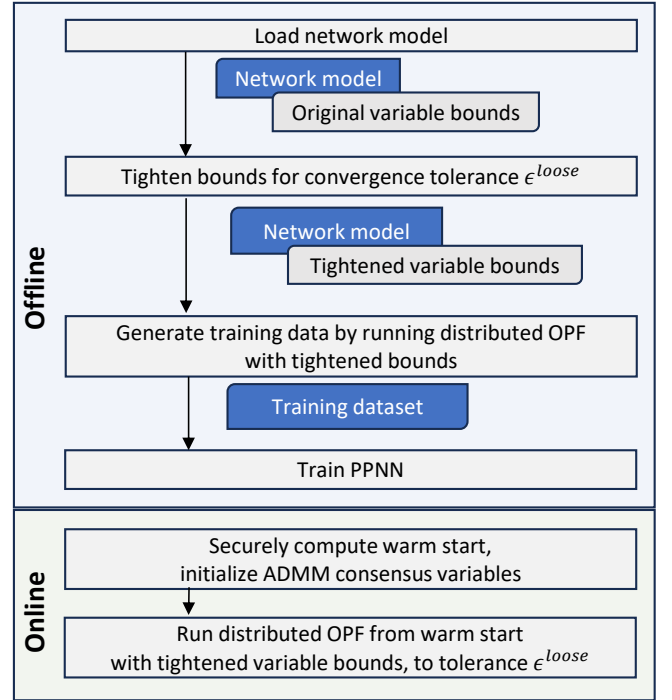 Offline
Load network model
Network model
Original variable bounds
Tighten bounds for convergence tolerance ϵ^{loose}
Network model
Tightened variable bounds
Generate training data by running distributed OPF
with tightened bounds
Training dataset
Train PPNN
Online
Securely compute warm start,
initialize ADMM consensus variables
Run distributed OPF from warm start
with tightened variable bounds, to tolerance ϵ^{loose}